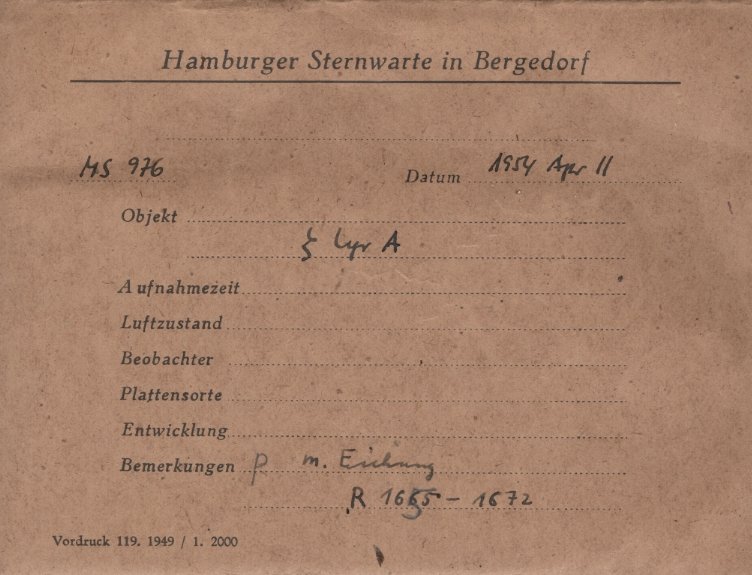 Hamburger Sternwarte in Bergedorf
MS 976 Datum 1954 Apr 11
Objekt
ξ Lyr A
Aufnahmezeit
Luftzustand
Beobachter
Plattensorte
Entwicklung
Bemerkungen p m. Eichung
R 1665 - 1672
Vordruck 119. 1949 / 1. 2000